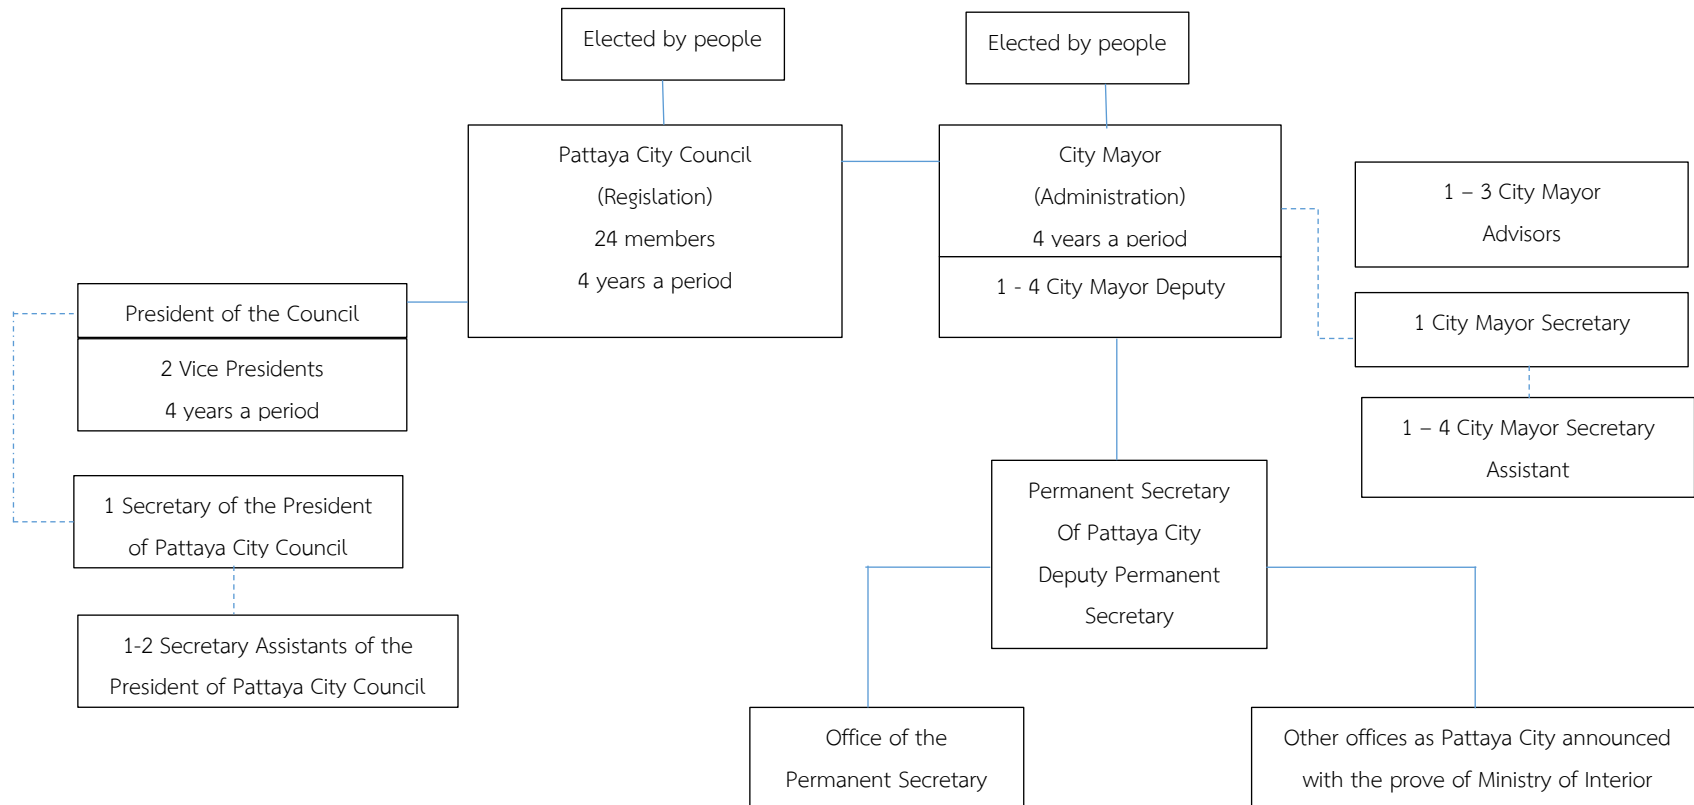 Elected by people
Elected by people
Pattaya City Council
(Regislation)
24 members
4 years a period
City Mayor
(Administration)
4 years a period
1 - 4 City Mayor Deputy
1 – 3 City Mayor
Advisors
1 City Mayor Secretary
1 – 4 City Mayor Secretary
Assistant
President of the Council
2 Vice Presidents
4 years a period
1 Secretary of the President
of Pattaya City Council
1-2 Secretary Assistants of the
President of Pattaya City Council
Permanent Secretary
Of Pattaya City
Deputy Permanent
Secretary
Office of the
Permanent Secretary
Other offices as Pattaya City announced
with the prove of Ministry of Interior